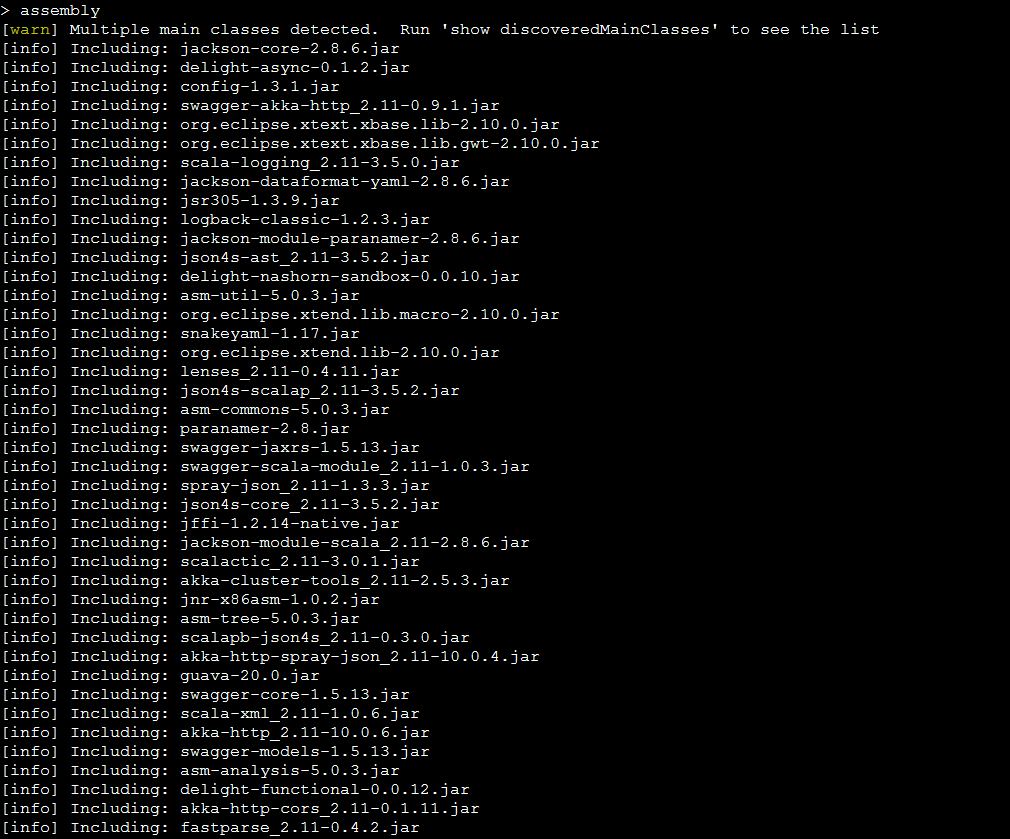 > assembly
[warn] Multiple main classes detected.  Run 'show discoveredMainClasses' to see the list
[info] Including: jackson-core-2.8.6.jar
[info] Including: delight-async-0.1.2.jar
[info] Including: config-1.3.1.jar
[info] Including: swagger-akka-http_2.11-0.9.1.jar
[info] Including: org.eclipse.xtext.xbase.lib-2.10.0.jar
[info] Including: org.eclipse.xtext.xbase.lib.gwt-2.10.0.jar
[info] Including: scala-logging_2.11-3.5.0.jar
[info] Including: jackson-dataformat-yaml-2.8.6.jar
[info] Including: jsr305-1.3.9.jar
[info] Including: logback-classic-1.2.3.jar
[info] Including: jackson-module-paranamer-2.8.6.jar
[info] Including: json4s-ast_2.11-3.5.2.jar
[info] Including: delight-nashorn-sandbox-0.0.10.jar
[info] Including: asm-util-5.0.3.jar
[info] Including: org.eclipse.xtend.lib.macro-2.10.0.jar
[info] Including: snakeyaml-1.17.jar
[info] Including: org.eclipse.xtend.lib-2.10.0.jar
[info] Including: lenses_2.11-0.4.11.jar
[info] Including: json4s-scalap_2.11-3.5.2.jar
[info] Including: asm-commons-5.0.3.jar
[info] Including: paranamer-2.8.jar
[info] Including: swagger-jaxrs-1.5.13.jar
[info] Including: swagger-scala-module_2.11-1.0.3.jar
[info] Including: spray-json_2.11-1.3.3.jar
[info] Including: json4s-core_2.11-3.5.2.jar
[info] Including: jffi-1.2.14-native.jar
[info] Including: jackson-module-scala_2.11-2.8.6.jar
[info] Including: scalactic_2.11-3.0.1.jar
[info] Including: akka-cluster-tools_2.11-2.5.3.jar
[info] Including: jnr-x86asm-1.0.2.jar
[info] Including: asm-tree-5.0.3.jar
[info] Including: scalapb-json4s_2.11-0.3.0.jar
[info] Including: akka-http-spray-json_2.11-10.0.4.jar
[info] Including: guava-20.0.jar
[info] Including: swagger-core-1.5.13.jar
[info] Including: scala-xml_2.11-1.0.6.jar
[info] Including: akka-http_2.11-10.0.6.jar
[info] Including: swagger-models-1.5.13.jar
[info] Including: asm-analysis-5.0.3.jar
[info] Including: delight-functional-0.0.12.jar
[info] Including: akka-http-cors_2.11-0.1.11.jar
[info] Including: fastparse_2.11-0.4.2.jar